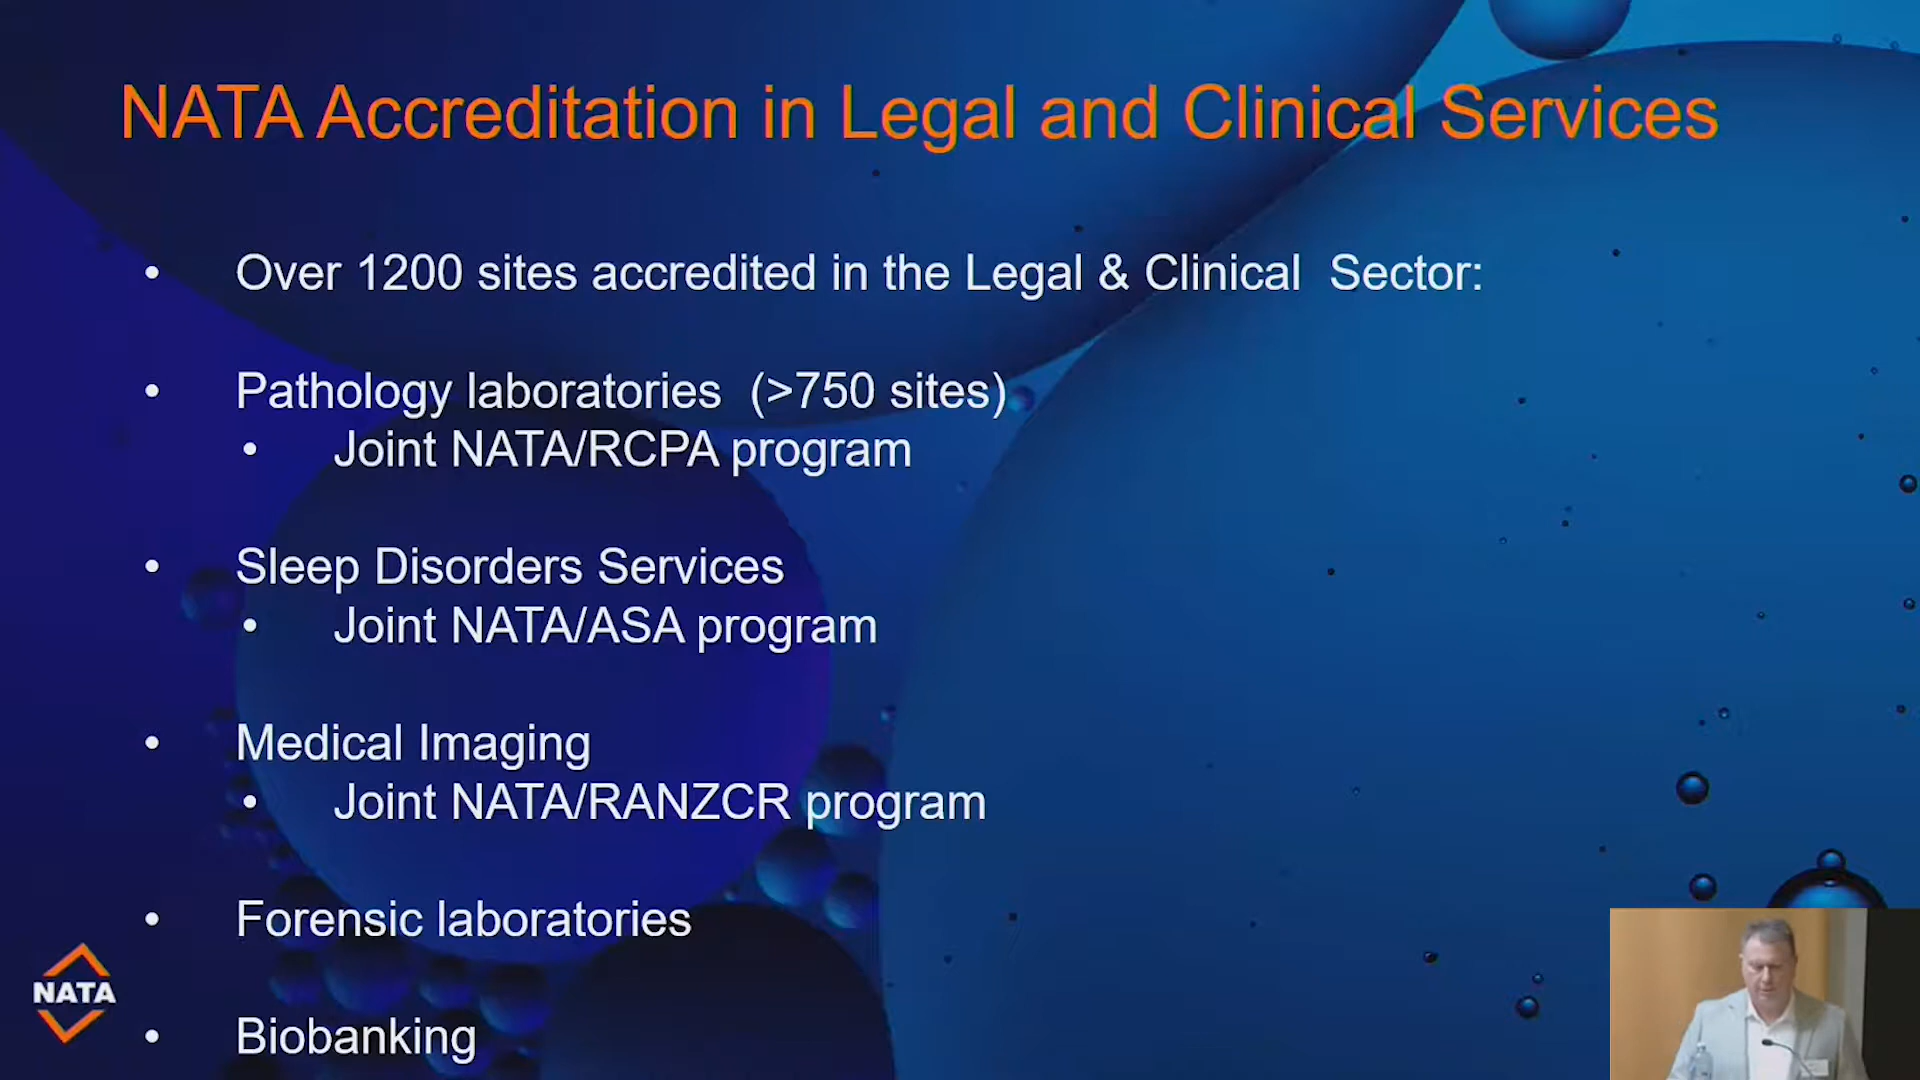 NATA Accreditation in Legal and Clinical Services
• Over 1200 sites accredited in the Legal & Clinical  Sector:
• Pathology laboratories  (>750 sites)
• Joint NATA/RCPA program
• Sleep Disorders Services
• Joint NATA/ASA program
• Medical Imaging
• Joint NATA/RANZCR program
• Forensic laboratories
• Biobanking
NATA